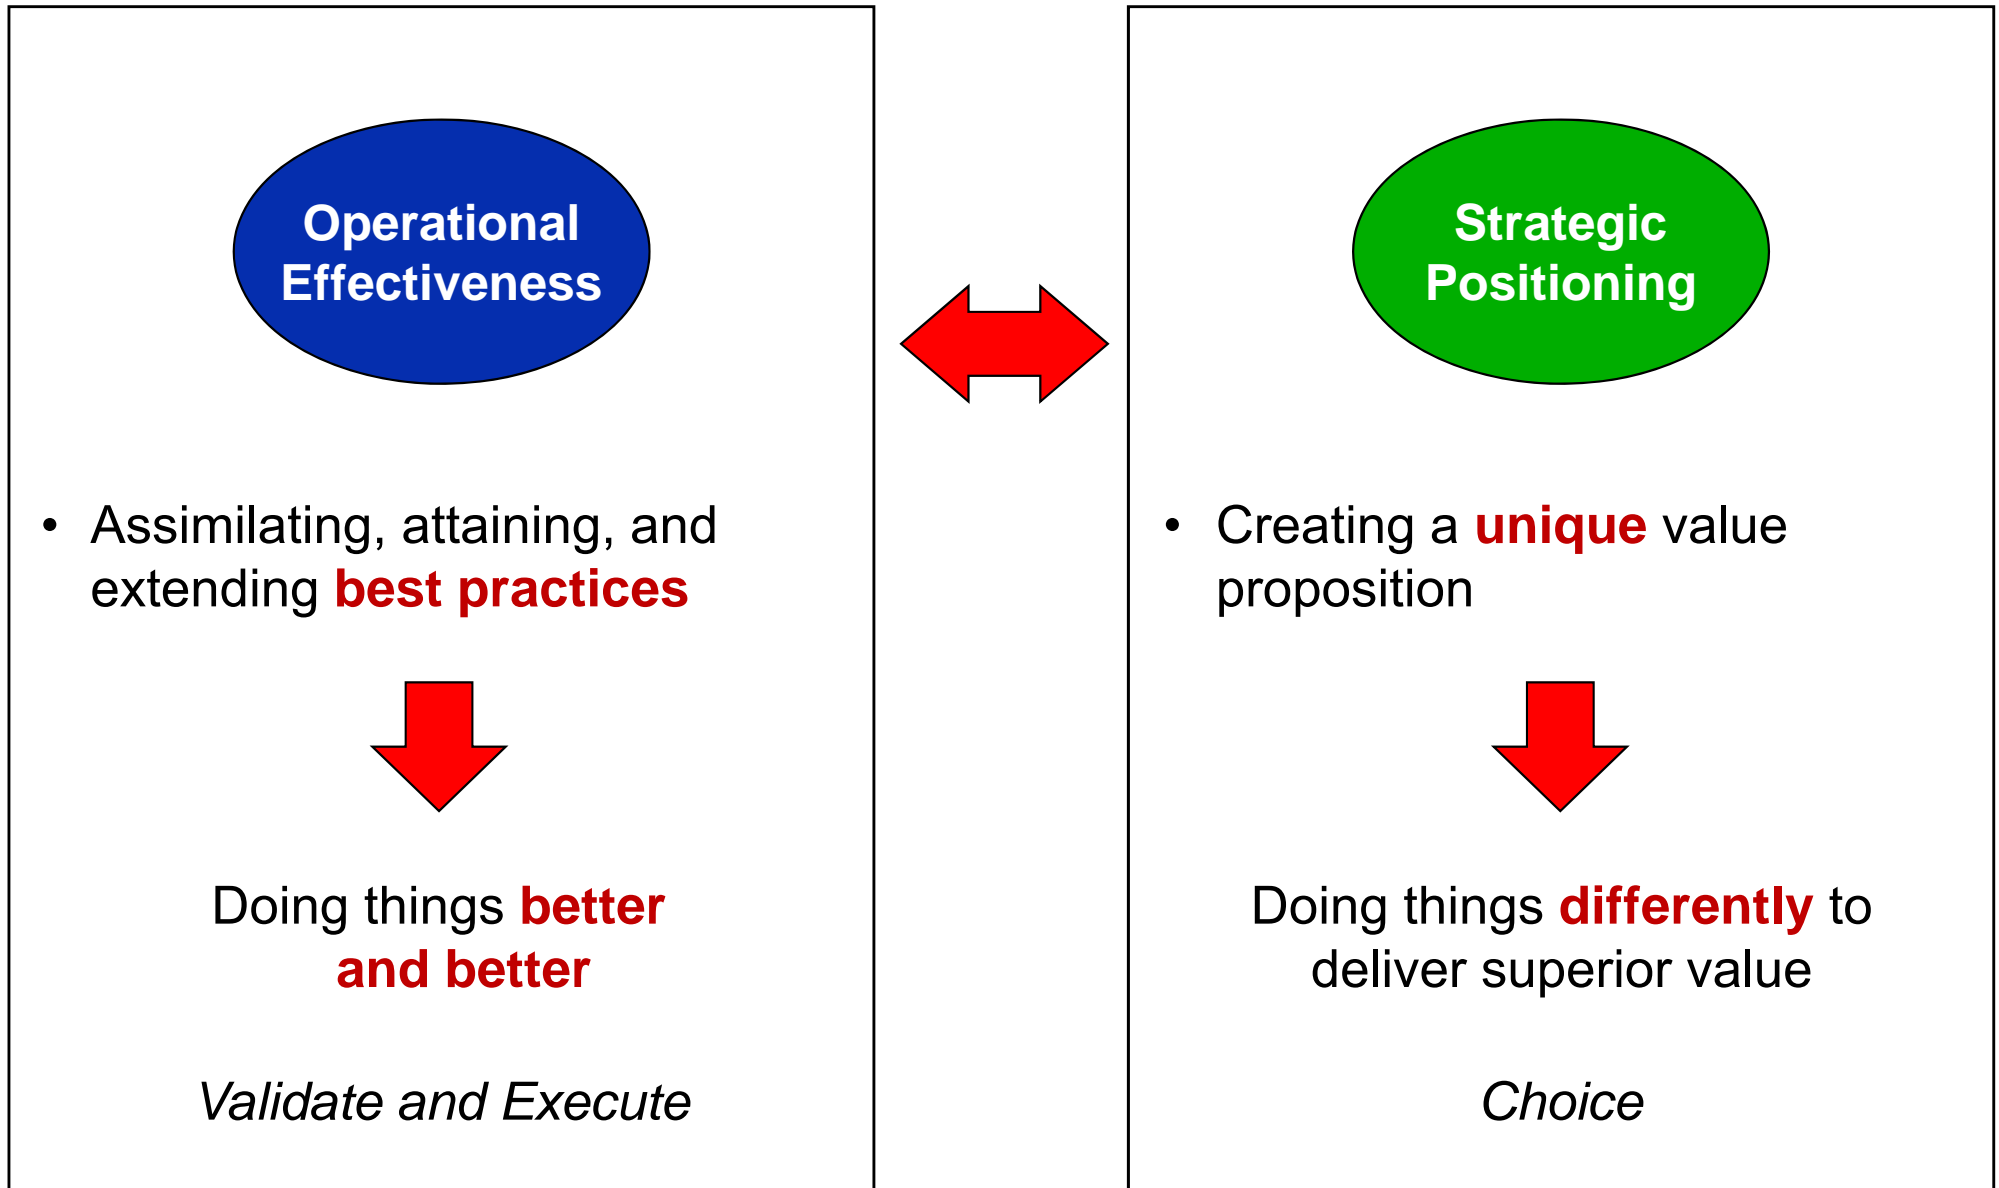 Operational
Effectiveness
• Assimilating, attaining, and
extending best practices
Doing things better
and better
Validate and Execute
Strategic
Positioning
• Creating a unique value
proposition
Doing things differently to
deliver superior value
Choice